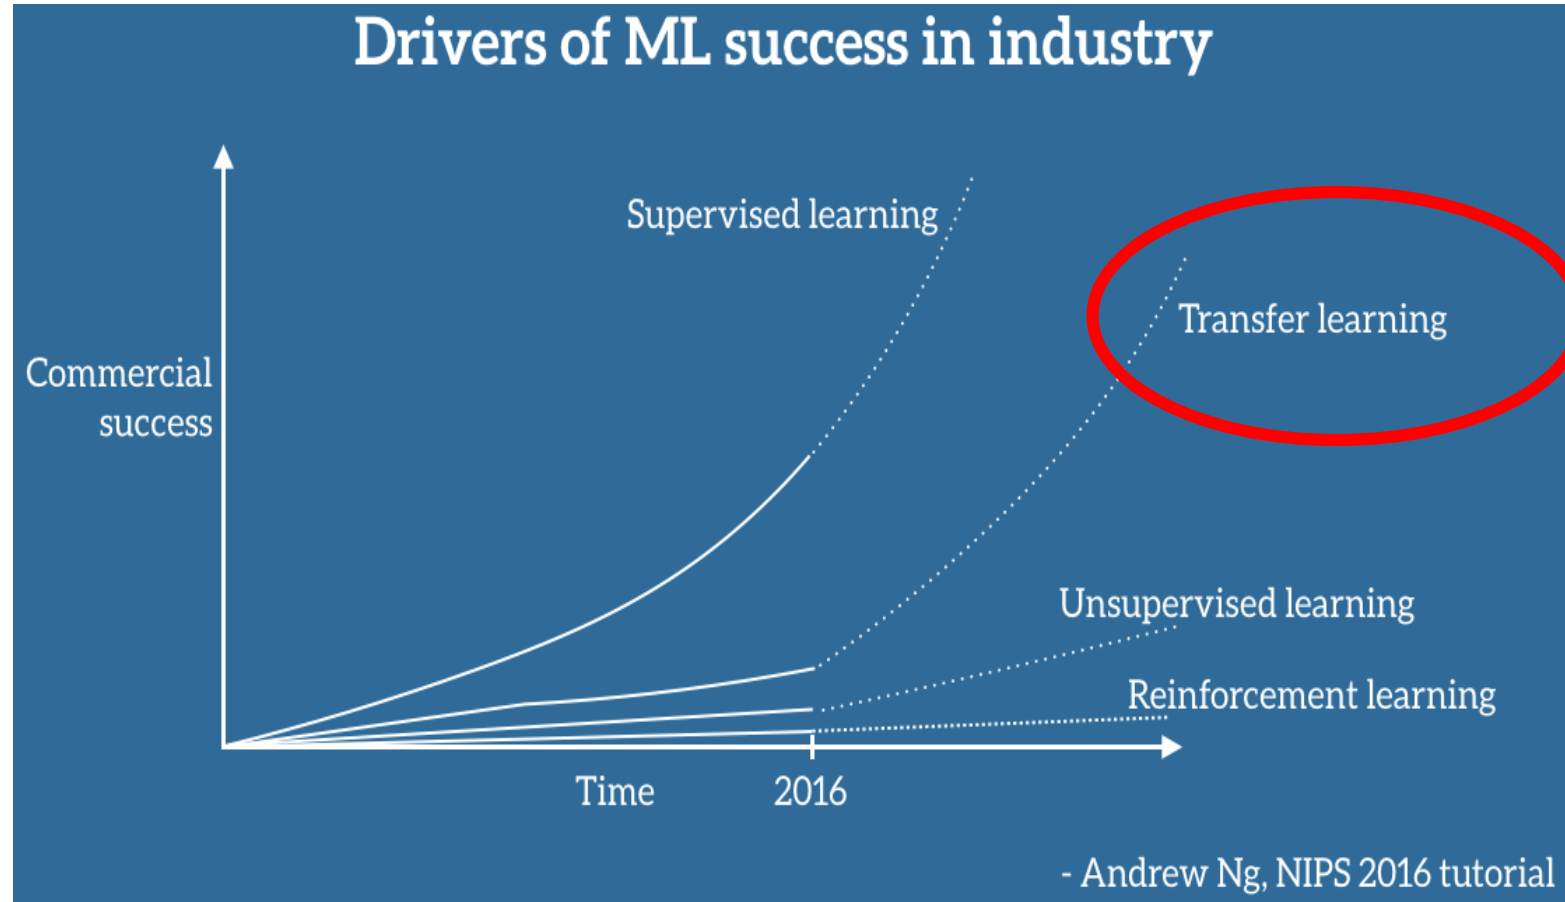 Drivers of ML success in industry
Supervised learning
Transfer learning
Commercial
success
Unsupervised learning
Reinforcement learning
Time
2016
- Andrew Ng, NIPS 2016 tutorial